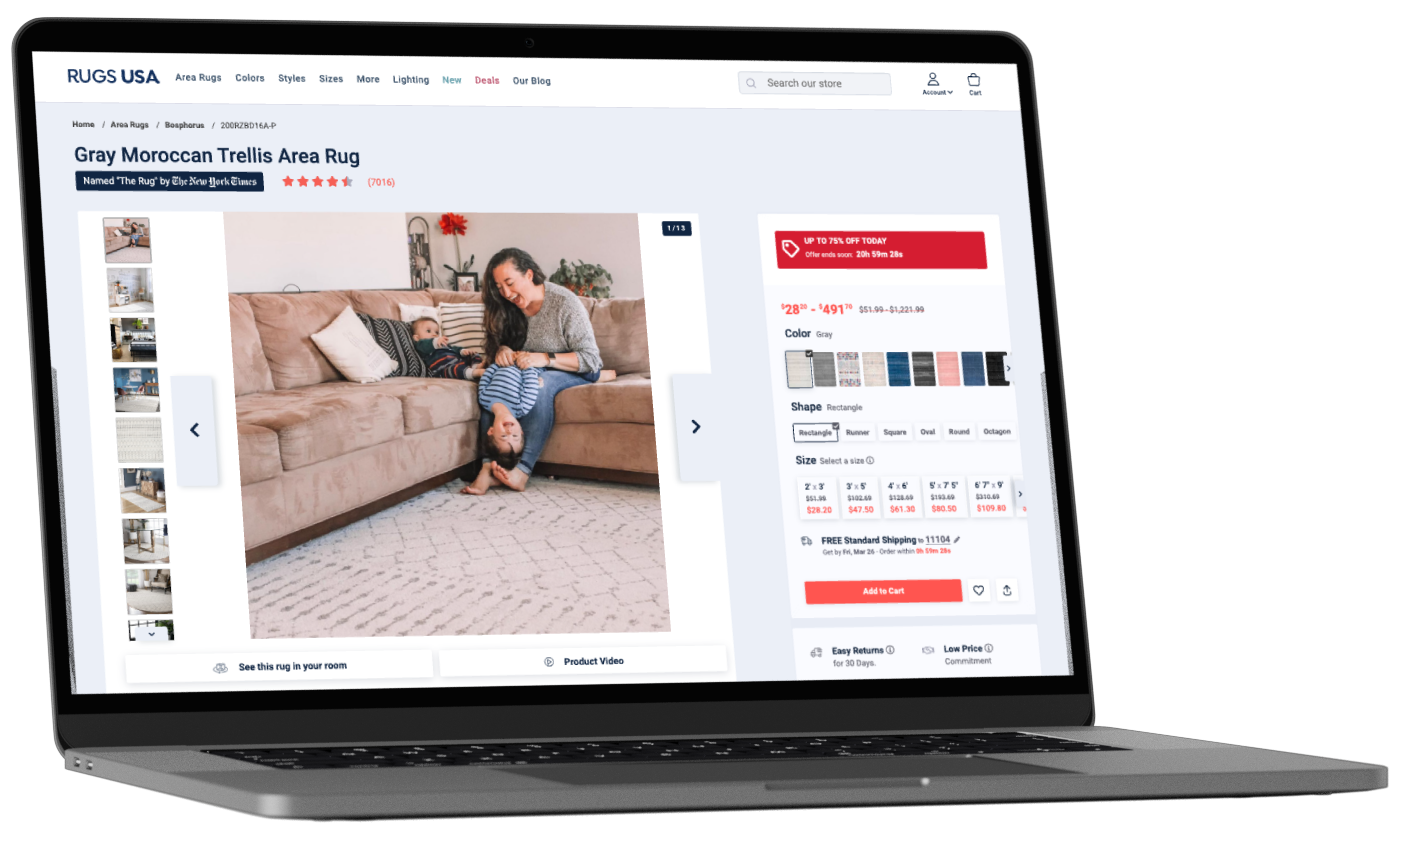 RUGS USA Area Rugs Colors Styles Sizes More Lighting New Deals Our Blog Search our store Account Cart
Home / Area Rugs / Bosphorus / 200RZBD16A-P
Gray Moroccan Trellis Area Rug
Named "The Rug" by The New York Times (7016)
1/13
UP TO 75% OFF TODAY
Offer ends soon: 20h 59m 28s
$28.20 - $491.70 $51.99 - $1,221.99
Color Gray
Shape Rectangle
Rectangle Runner Square Oval Round Octagon
Size Select a size
2' x 3' 3' x 5' 4' x 6' 5' x 7' 5" 6' 7" x 9'
$51.99 $102.69 $128.69 $193.69 $310.69
$28.20 $47.50 $61.30 $80.50 $109.80
FREE Standard Shipping to 11104
Get by Fri, Mar 26 - Order within 0h 59m 28s
Add to Cart
See this rug in your room Product Video
Easy Returns Low Price
for 30 Days. Commitment